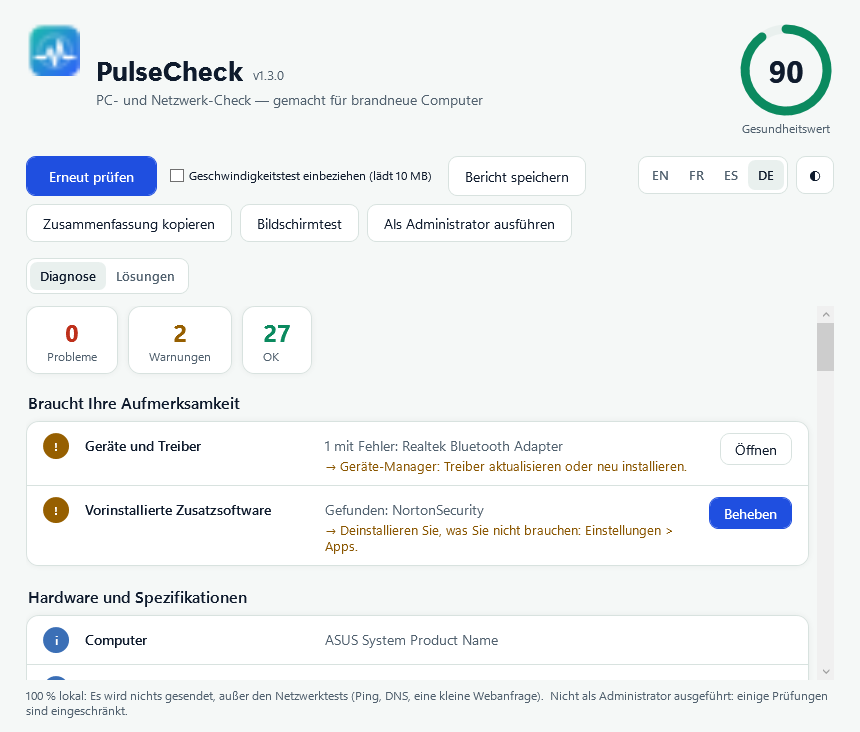 PulseCheck v1.3.0
PC- und Netzwerk-Check — gemacht für brandneue Computer
90
Gesundheitswert
Erneut prüfen
Geschwindigkeitstest einbeziehen (lädt 10 MB)
Bericht speichern
EN FR ES DE
Zusammenfassung kopieren
Bildschirmtest
Als Administrator ausführen
Diagnose
Lösungen
0
Probleme
2
Warnungen
27
OK
Braucht Ihre Aufmerksamkeit
! Geräte und Treiber
1 mit Fehler: Realtek Bluetooth Adapter
→ Geräte-Manager: Treiber aktualisieren oder neu installieren.
Öffnen
! Vorinstallierte Zusatzsoftware
Gefunden: NortonSecurity
→ Deinstallieren Sie, was Sie nicht brauchen: Einstellungen >
Apps.
Beheben
Hardware und Spezifikationen
i Computer
ASUS System Product Name
100 % lokal: Es wird nichts gesendet, außer den Netzwerktests (Ping, DNS, eine kleine Webanfrage). Nicht als Administrator ausgeführt: einige Prüfungen
sind eingeschränkt.